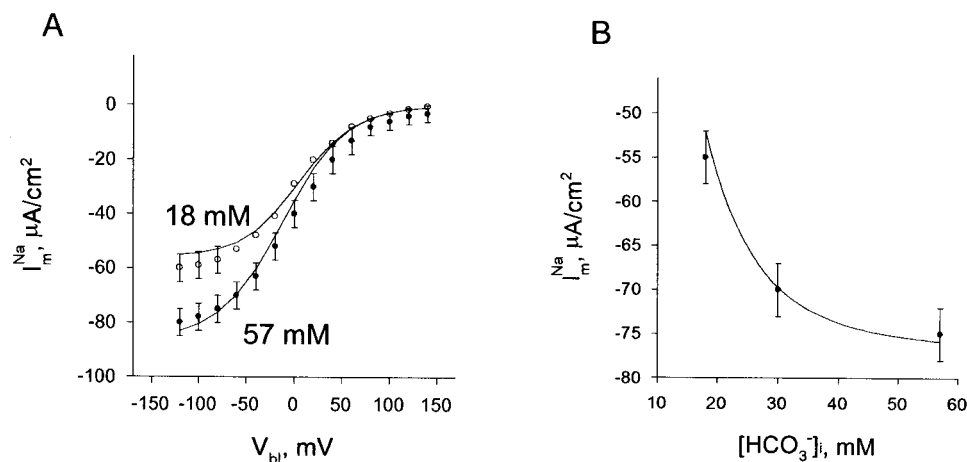 A
I_m^Na, μA/cm²
0
-20
-40
-60
-80
-100
18 mM
57 mM
-150 -100 -50 0 50 100 150
V_bl, mV
B
I_m^Na, μA/cm²
-50
-55
-60
-65
-70
-75
-80
10 20 30 40 50 60
[HCO₃⁻]ᵢ, mM